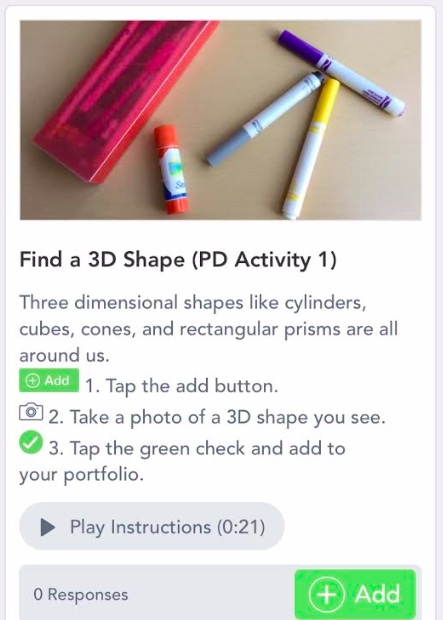 Find a 3D Shape (PD Activity 1)
Three dimensional shapes like cylinders,
cubes, cones, and rectangular prisms are all
around us.
Add 1. Tap the add button.
2. Take a photo of a 3D shape you see.
3. Tap the green check and add to
your portfolio.
Play Instructions (0:21)
0 Responses
Add